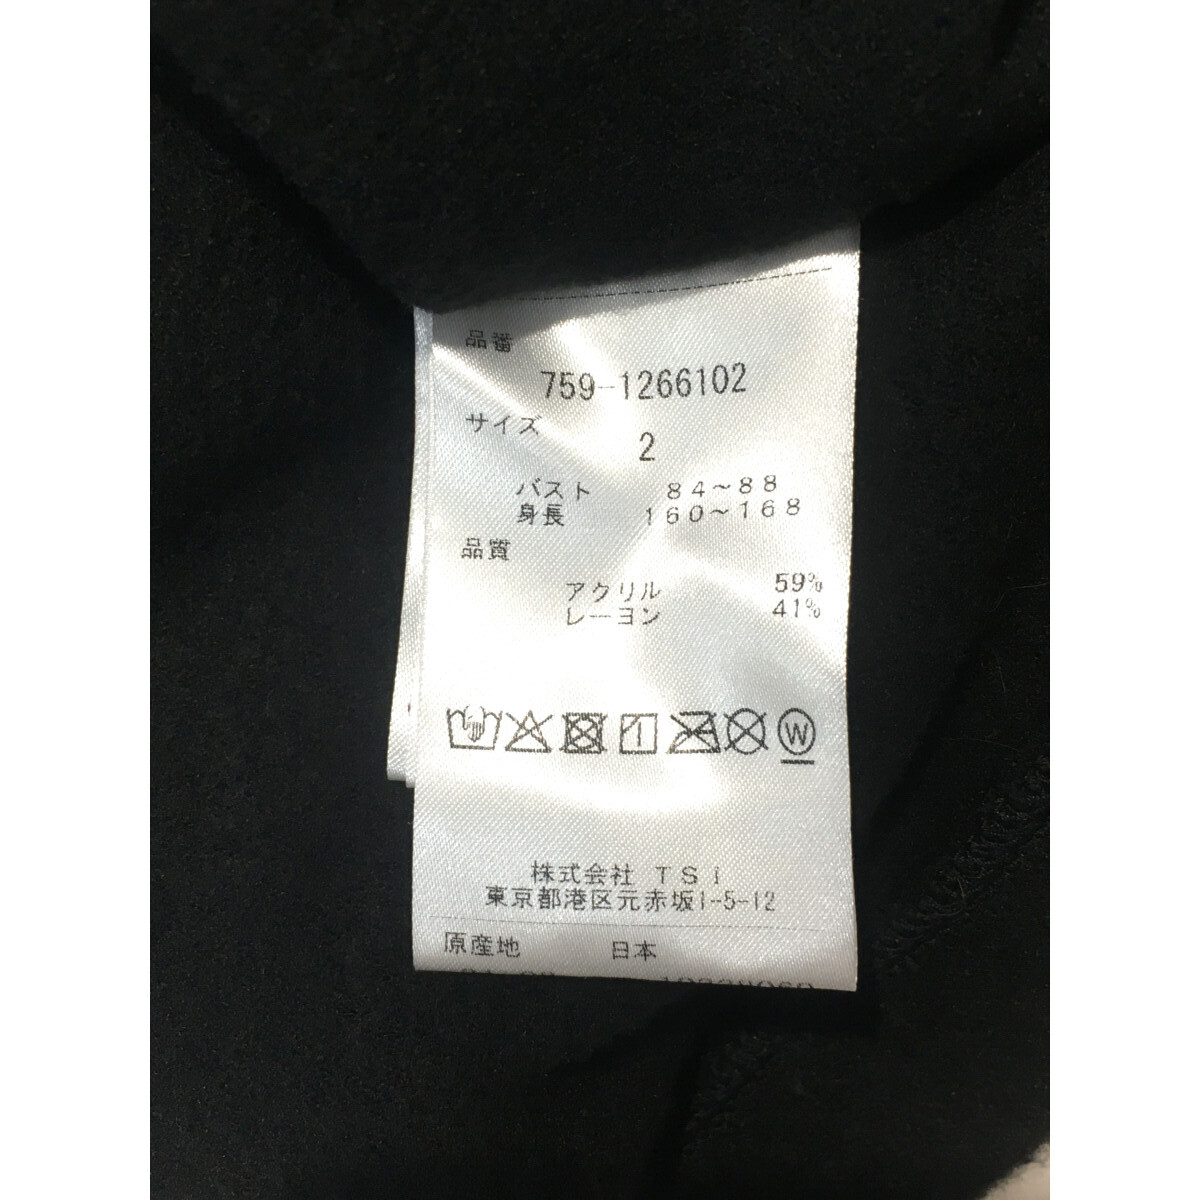 品番
759-1266102
サイズ
2
バスト 84～88
身長 160～168
品質
アクリル 59%
レーヨン 41%
W
株式会社 TSI
東京都港区元赤坂1-5-12
原産地 日本